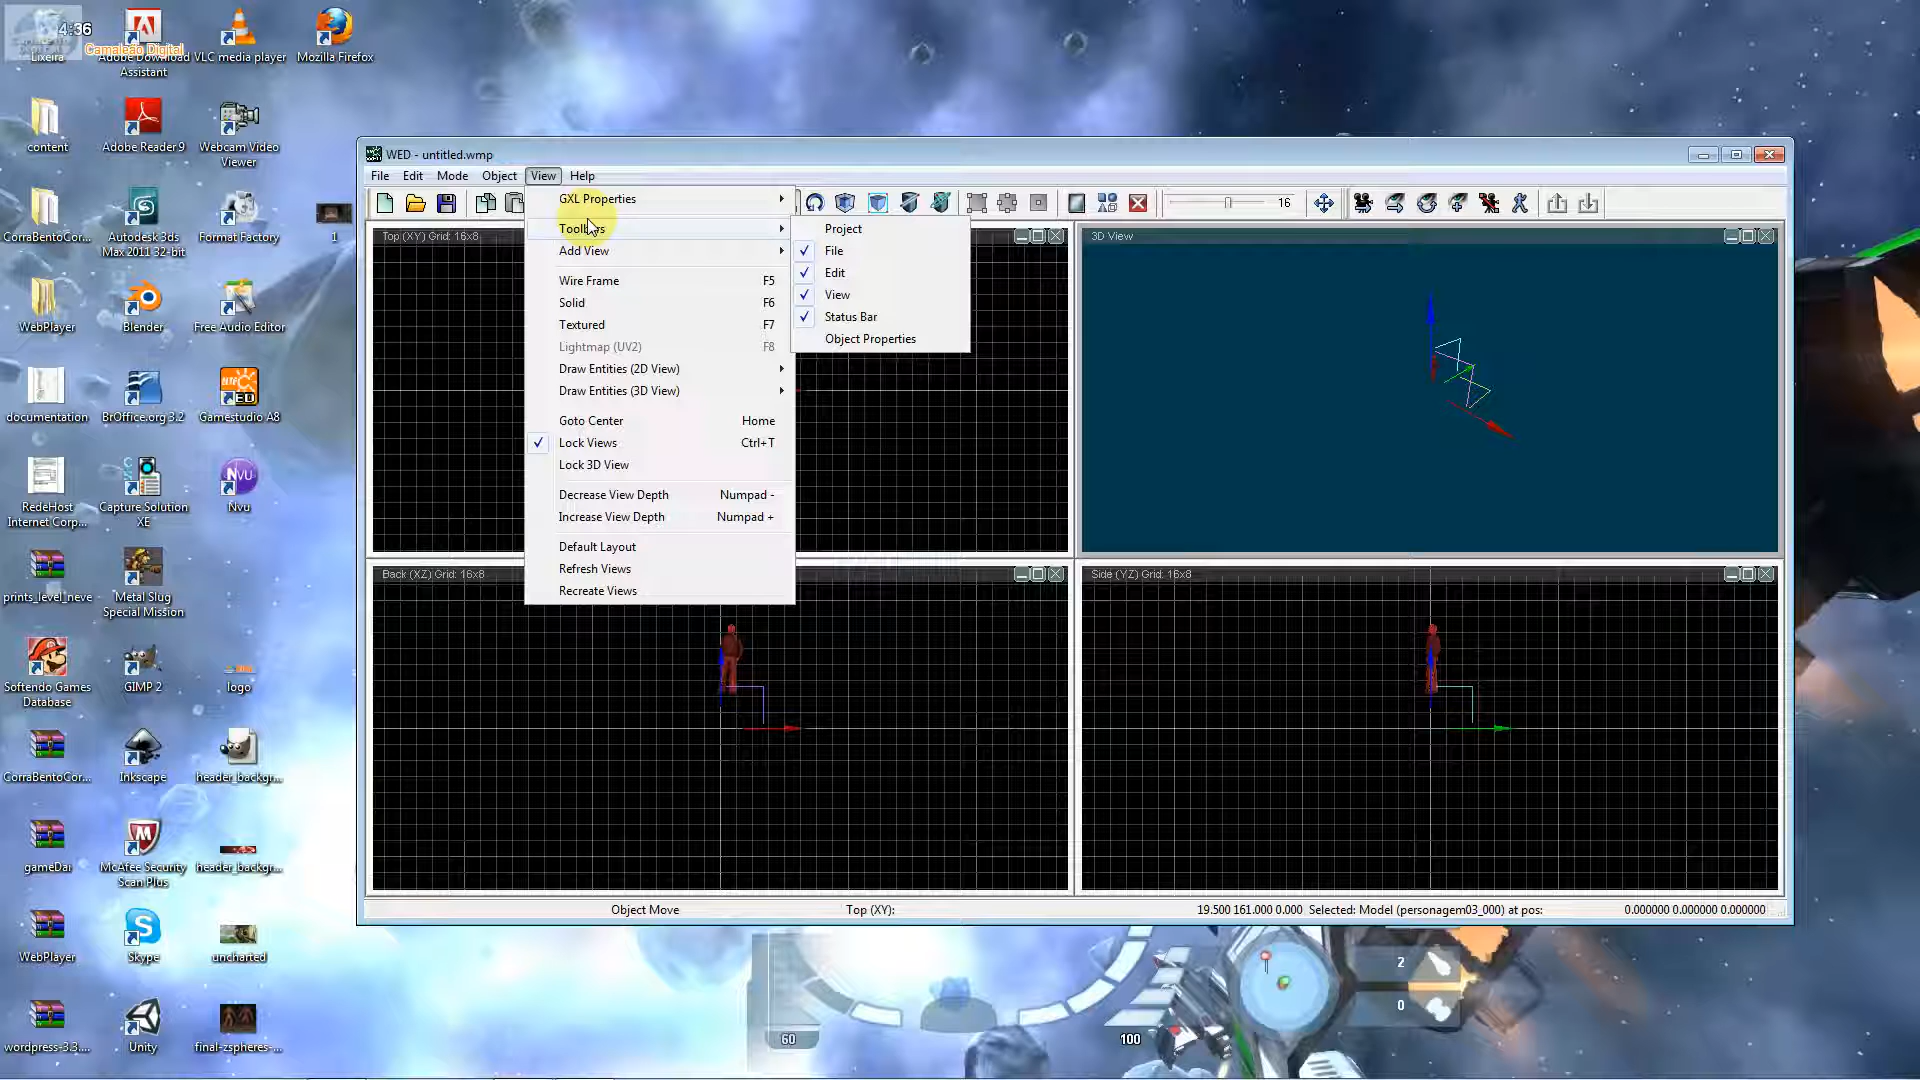 4:36
Camaleão Digital
Lixeira
Adobe Download Assistant
VLC media player
Mozilla Firefox
content
Adobe Reader 9
Webcam Video Viewer
CorraBentoCor...
Autodesk 3ds Max 2011 32-bit
Format Factory
1
WebPlayer
Blender
Free Audio Editor
documentation
BrOffice.org 3.2
Gamestudio A8
RedeHost Internet Corp...
Capture Solution XE
Nvu
prints_level_neve
Metal Slug Special Mission
Softendo Games Database
GIMP 2
logo
CorraBentoCor...
Inkscape
header_backgr...
gameDai
McAfee Security Scan Plus
header_backgr...
WebPlayer
Skype
uncharted
wordpress-3.3....
Unity
final-zspheres-...
WED - untitled.wmp
File Edit Mode Object View Help
16
GXL Properties
Toolbars
Add View
Wire Frame F5
Solid F6
Textured F7
Lightmap (UV2) F8
Draw Entities (2D View)
Draw Entities (3D View)
Goto Center Home
Lock Views Ctrl+T
Lock 3D View
Decrease View Depth Numpad -
Increase View Depth Numpad +
Default Layout
Refresh Views
Recreate Views
Project
File
Edit
View
Status Bar
Object Properties
Top (XY) Grid: 16x8
3D View
Back (XZ) Grid: 16x8
Side (YZ) Grid: 16x8
Object Move
Top (XY):
19.500 161.000 0.000
Selected: Model (personagem03_000) at pos:
0.000000 0.000000 0.000000
60
100
2
0